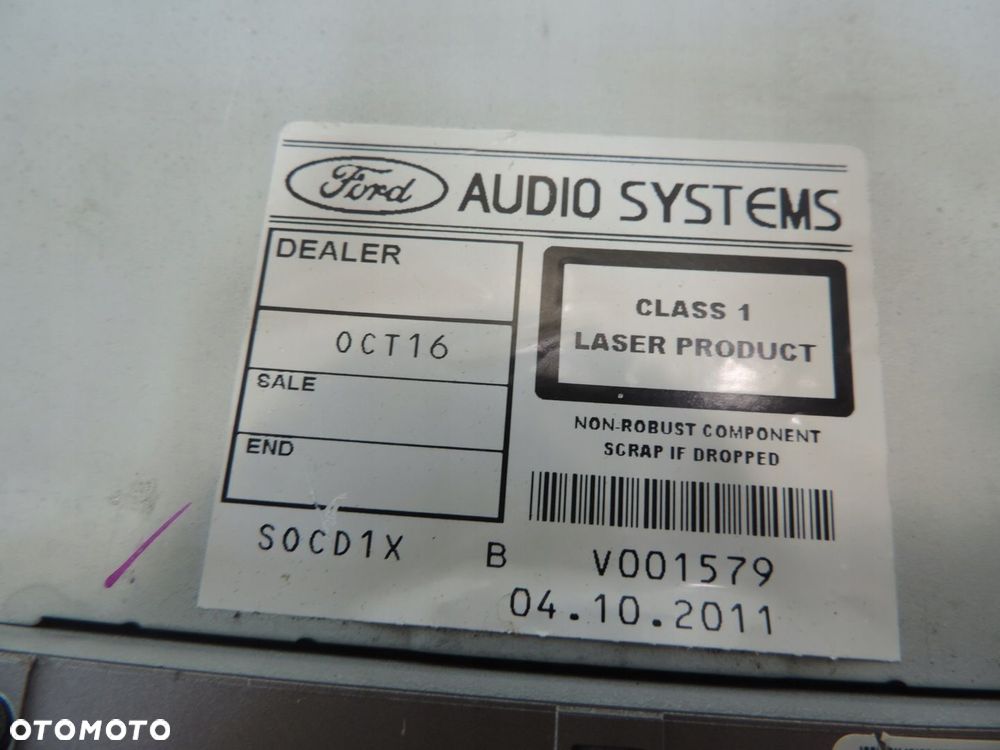 Ford AUDIO SYSTEMS
DEALER
OCT16
SALE
END
CLASS 1
LASER PRODUCT
NON-ROBUST COMPONENT
SCRAP IF DROPPED
SOCD1X B V001579
04.10.2011
OTOMOTO